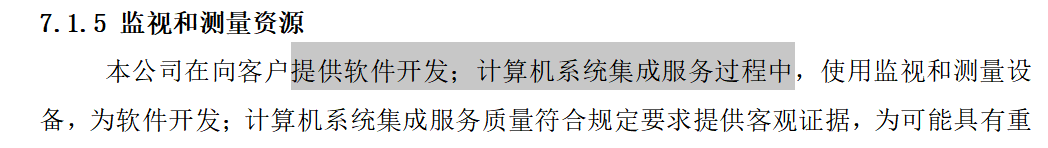 7.1.5 监视和测量资源
本公司在向客户提供软件开发；计算机系统集成服务过程中，使用监视和测量设
备，为软件开发；计算机系统集成服务质量符合规定要求提供客观证据，为可能具有重